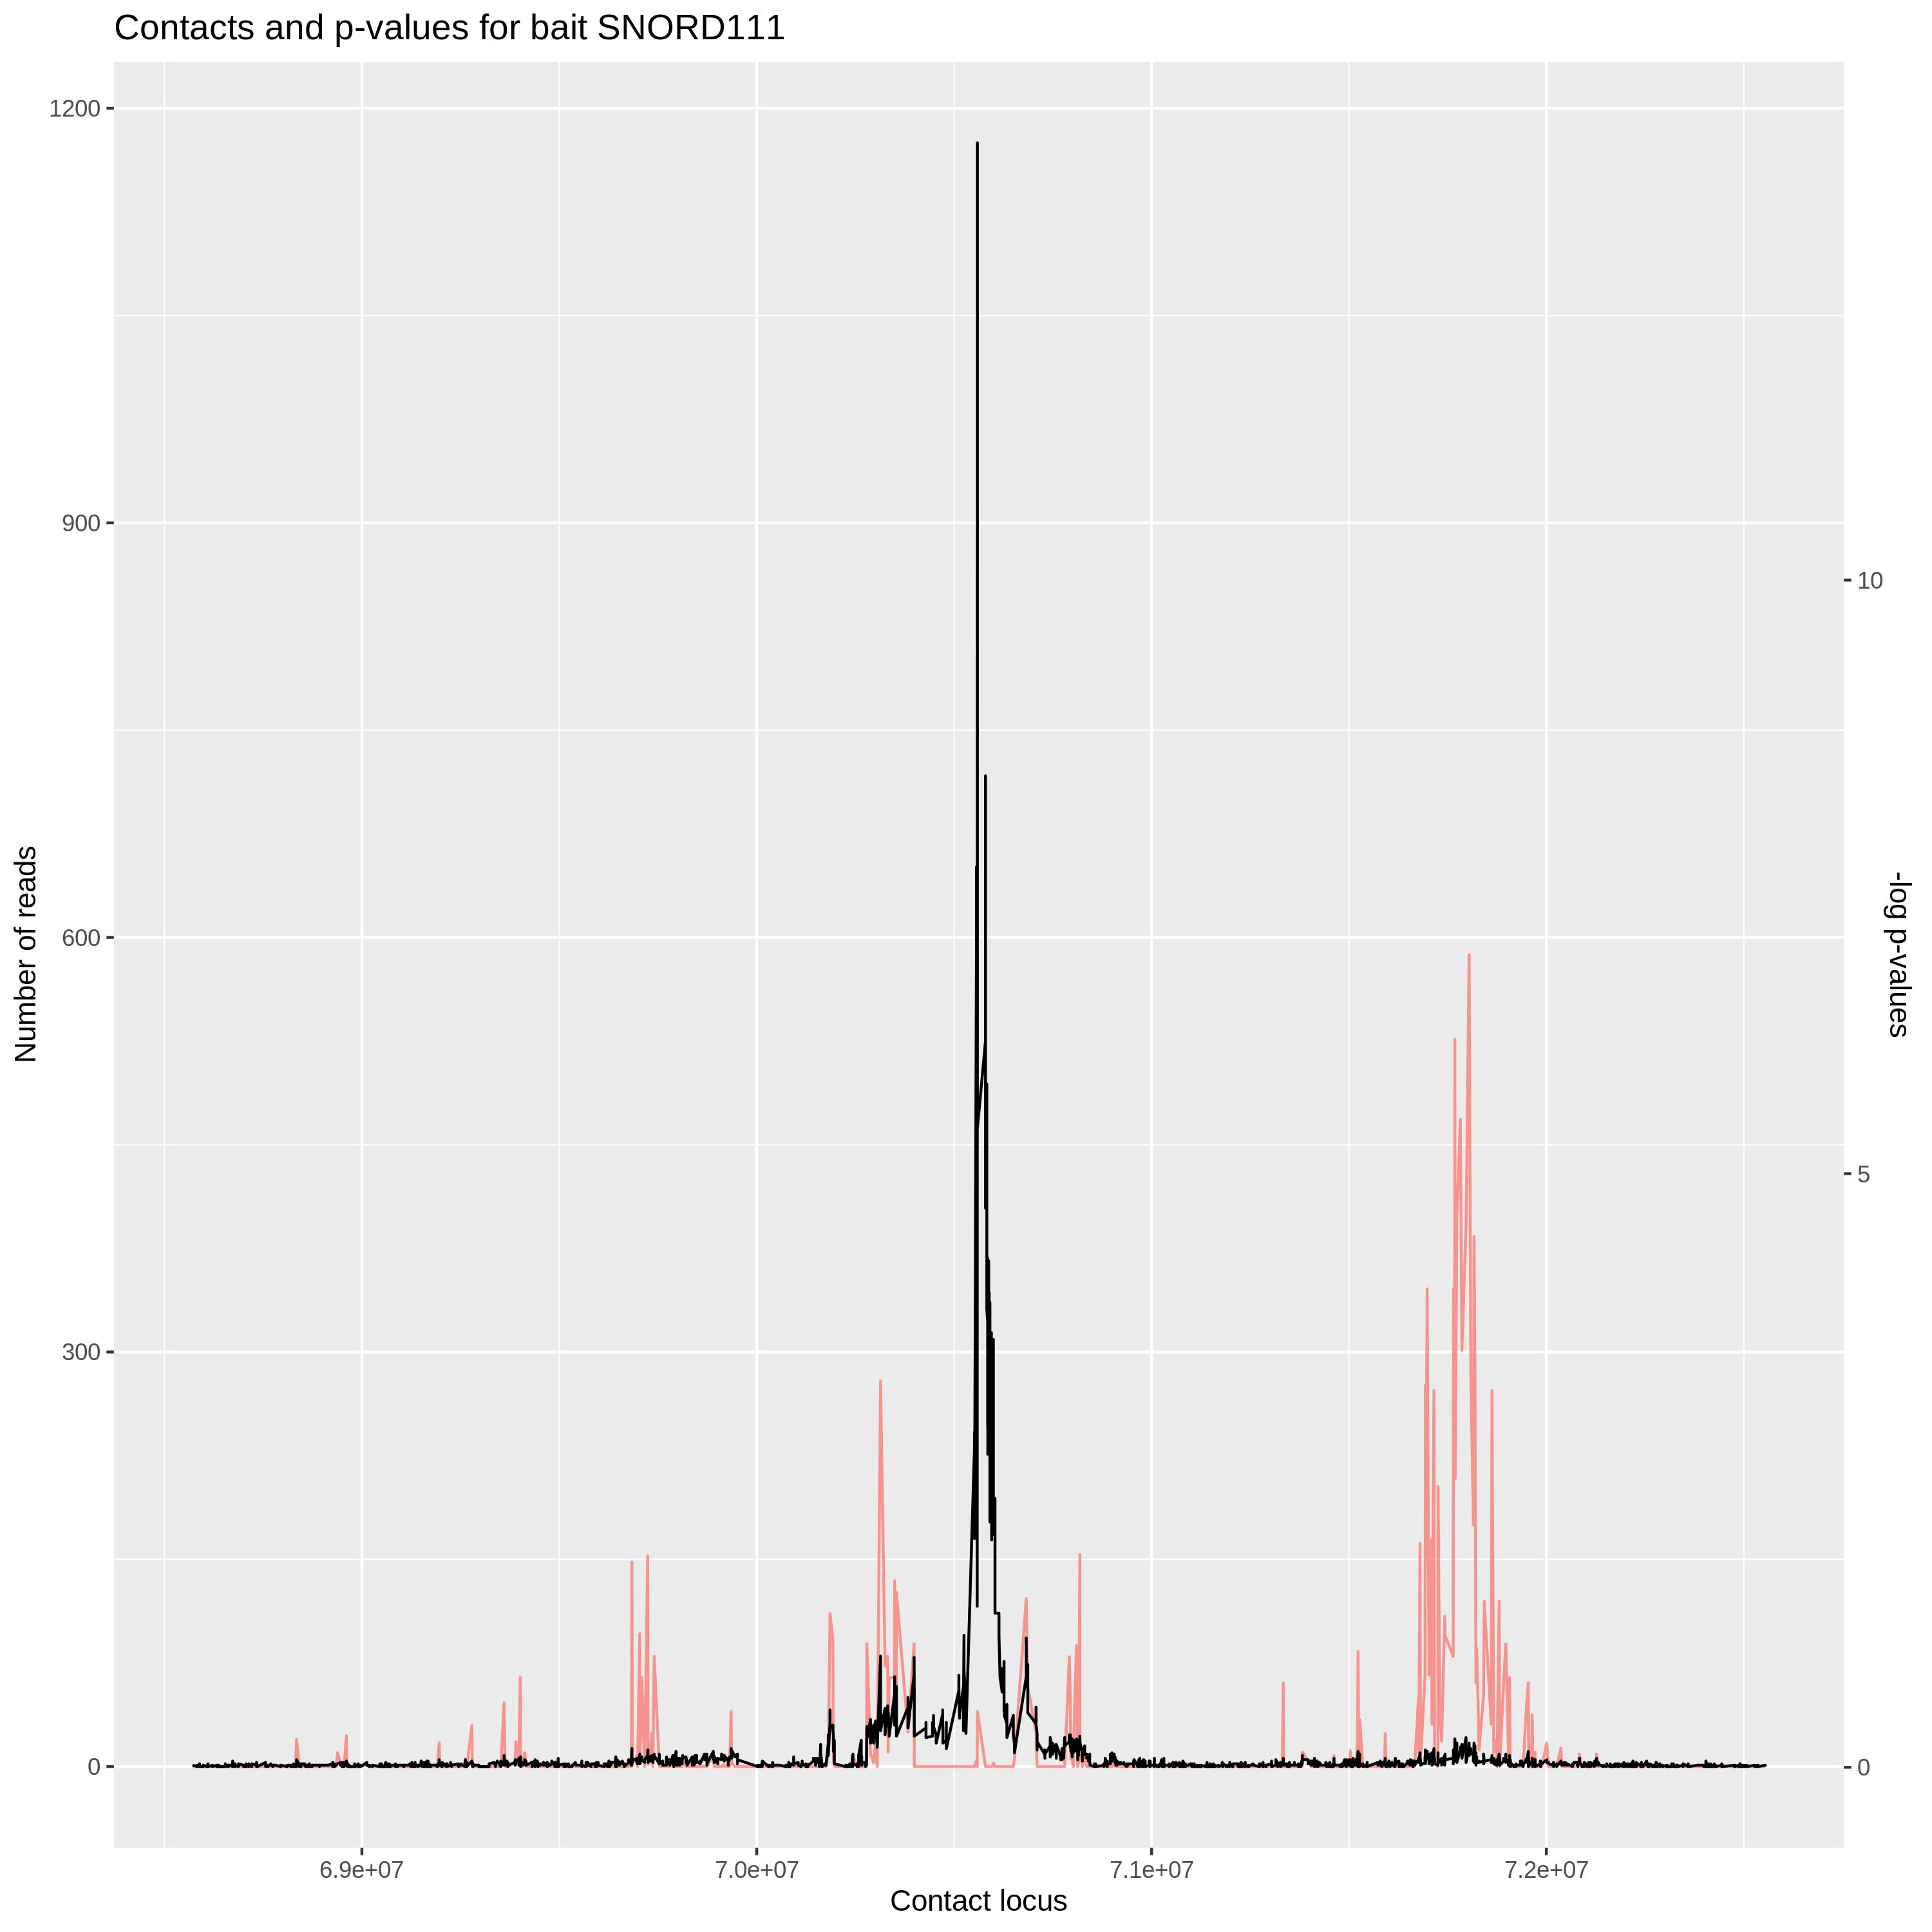 Contacts and p-values for bait SNORD111
1200
900
600
300
0
Number of reads
10
5
0
-log p-values
6.9e+07
7.0e+07
7.1e+07
7.2e+07
Contact locus